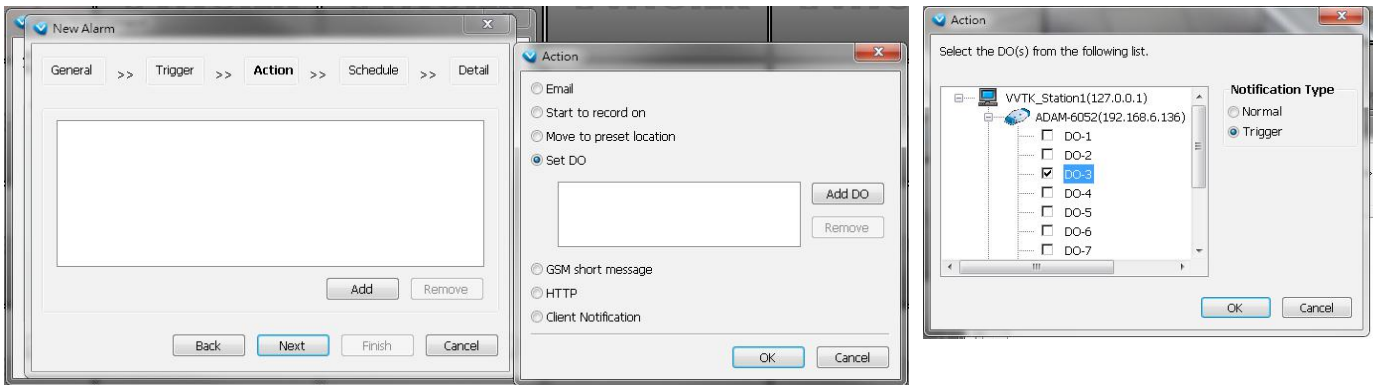 New Alarm
General >> Trigger >> Action >> Schedule >> Detail
Add Remove
Back Next Finish Cancel
Action
Email
Start to record on
Move to preset location
Set DO
Add DO
Remove
GSM short message
HTTP
Client Notification
OK Cancel
Action
Select the DO(s) from the following list.
VVTK_Station1(127.0.0.1)
ADAM-6052(192.168.6.136)
DO-1
DO-2
DO-3
DO-4
DO-5
DO-6
DO-7
Notification Type
Normal
Trigger
OK Cancel